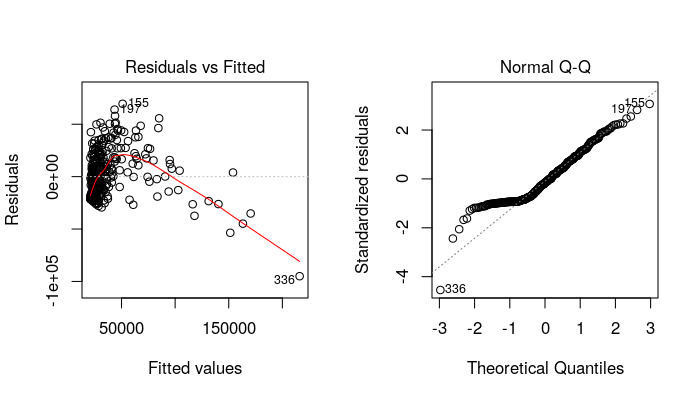 Residuals vs Fitted
155
197
336
0e+00
-1e+05
Residuals
50000
150000
Fitted values
Normal Q-Q
155
197
336
2
0
-2
-4
Standardized residuals
-3
-2
-1
0
1
2
3
Theoretical Quantiles